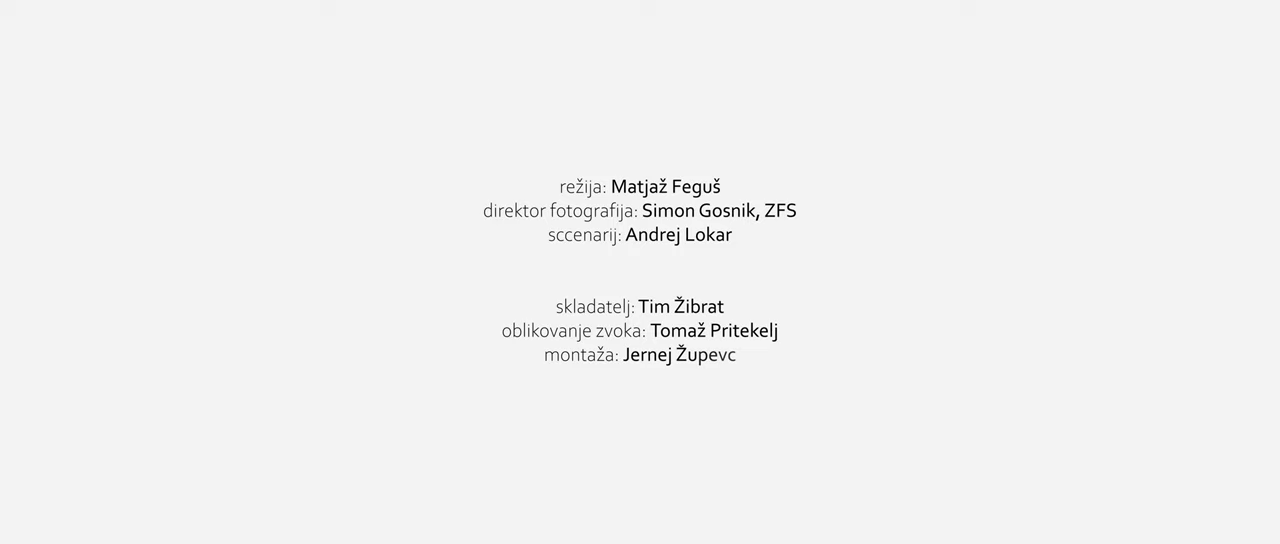 režija: Matjaž Feguš
direktor fotografija: Simon Gosnik, ZFS
sccenarij: Andrej Lokar
skladatelj: Tim Žibrat
oblikovanje zvoka: Tomaž Pritekelj
montaža: Jernej Župevc